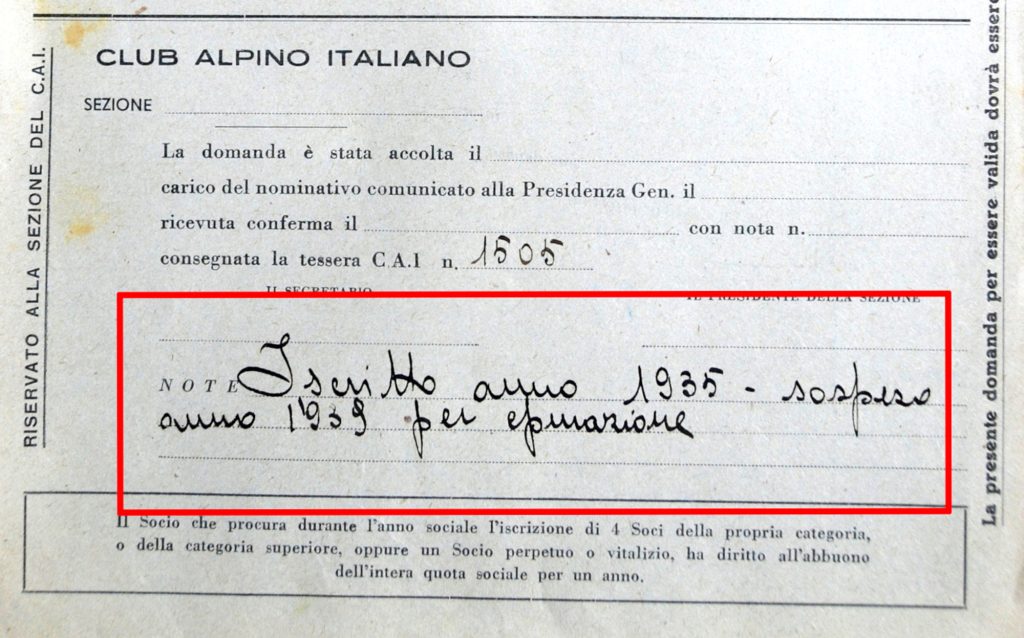 CLUB ALPINO ITALIANO
SEZIONE
La domanda è stata accolta il
carico del nominativo comunicato alla Presidenza Gen. il
ricevuta conferma il con nota n.
consegnata la tessera C.A.I n. 1505
IL SEGRETARIO IL PRESIDENTE DELLA SEZIONE
NOTE Iscritto anno 1935 - sospeso
anno 1939 per epurazione
Il Socio che procura durante l'anno sociale l'iscrizione di 4 Soci della propria categoria,
o della categoria superiore, oppure un Socio perpetuo o vitalizio, ha diritto all'abbuono
dell'intera quota sociale per un anno.
RISERVATO ALLA SEZIONE DEL C.A.I.
La presente domanda per essere valida dovrà essere